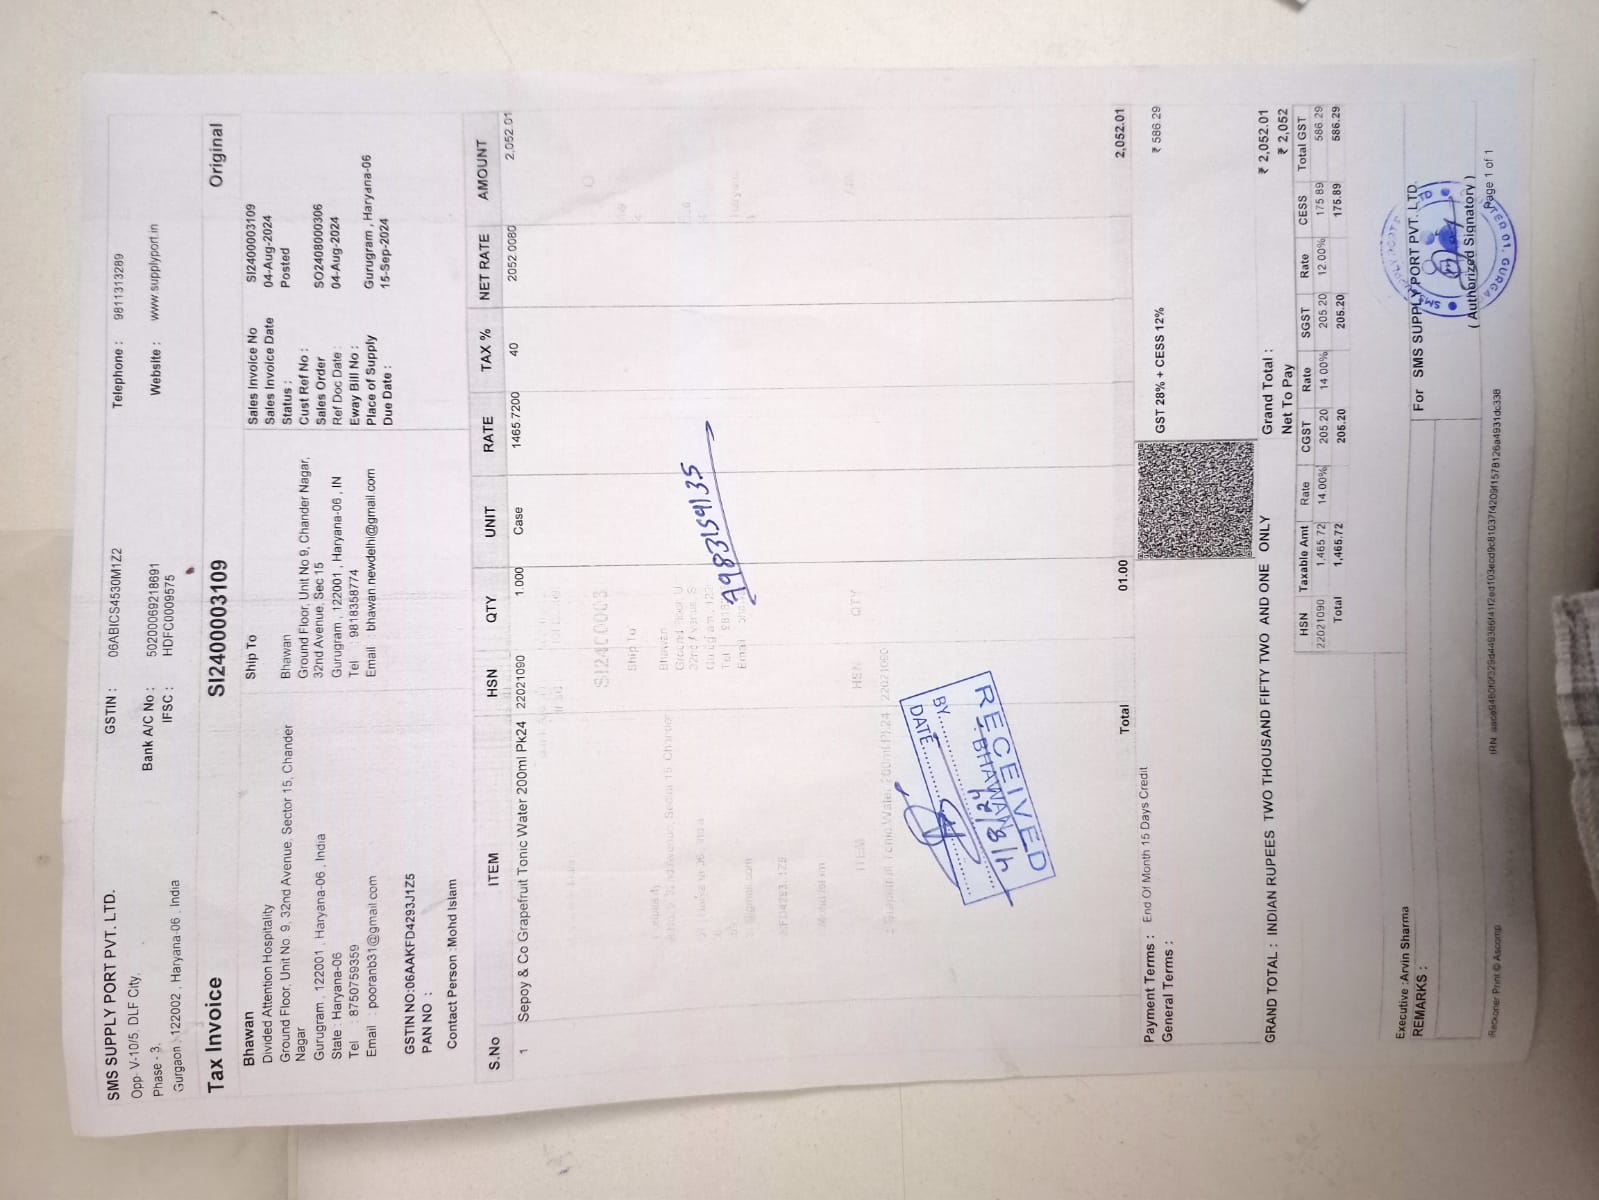 SMS SUPPLY PORT PVT. LTD.
Opp- V-10/5, DLF City,
Phase - 3,
Gurgaon 122002 , Haryana-06 , India
GSTIN : 06ABICS4530M1Z2
Bank A/C No : 50200069218691
IFSC : HDFC0009575
Telephone : 9811313289
Website : www.supplyport.in
Tax Invoice SI2400003109 Original
Bhawan
Divided Attention Hospitality
Ground Floor, Unit No 9, 32nd Avenue, Sector 15, Chander
Nagar
Gurugram , 122001 , Haryana-06 , India
State : Haryana-06
Tel : 8750759359
Email : pooranb31@gmail.com
GSTIN NO:06AAKFD4293J1Z5
PAN NO :
Contact Person :Mohd Islam
Ship To
Bhawan
Ground Floor, Unit No 9, Chander Nagar,
32nd Avenue, Sec 15
Gurugram , 122001 , Haryana-06 , IN
Tel : 9818358774
Email : bhawan.newdelhi@gmail.com
Sales Invoice No SI2400003109
Sales Invoice Date 04-Aug-2024
Status : Posted
Cust Ref No :
Sales Order SO2408000306
Ref Doc Date : 04-Aug-2024
Eway Bill No :
Place of Supply Gurugram , Haryana-06
Due Date : 15-Sep-2024
S.No ITEM HSN QTY UNIT RATE TAX % NET RATE AMOUNT
1 Sepoy & Co Grapefruit Tonic Water 200ml Pk24 22021090 1.000 Case 1465.7200 40 2052.0080 2,052.01
7983159135
RECEIVED
BHAWAN
4/8/24
BY
DATE
Total 01.00 2,052.01
Payment Terms : End Of Month 15 Days Credit
General Terms :
GST 28% + CESS 12% ₹ 586.29
GRAND TOTAL : INDIAN RUPEES TWO THOUSAND FIFTY TWO AND ONE ONLY
Grand Total : ₹ 2,052.01
Net To Pay ₹ 2,052
HSN Taxable Amt Rate CGST Rate SGST Rate CESS Total GST
22021090 1,465.72 14.00% 205.20 14.00% 205.20 12.00% 175.89 586.29
Total 1,465.72 205.20 205.20 175.89 586.29
Executive :Arvin Sharma
REMARKS :
For SMS SUPPLY PORT PVT. LTD.
( Authorized Signatory )
Reckoner Print © Ascomp
Page 1 of 1